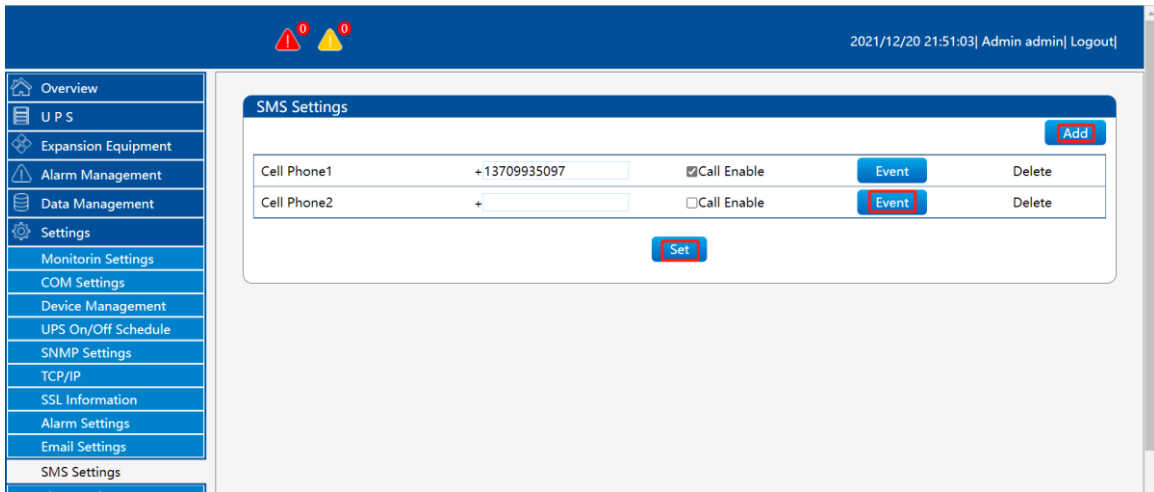 0 0
2021/12/20 21:51:03| Admin admin| Logout|
Overview
UPS
Expansion Equipment
Alarm Management
Data Management
Settings
Monitorin Settings
COM Settings
Device Management
UPS On/Off Schedule
SNMP Settings
TCP/IP
SSL Information
Alarm Settings
Email Settings
SMS Settings
SMS Settings
Add
Cell Phone1 +13709935097 Call Enable Event Delete
Cell Phone2 + Call Enable Event Delete
Set